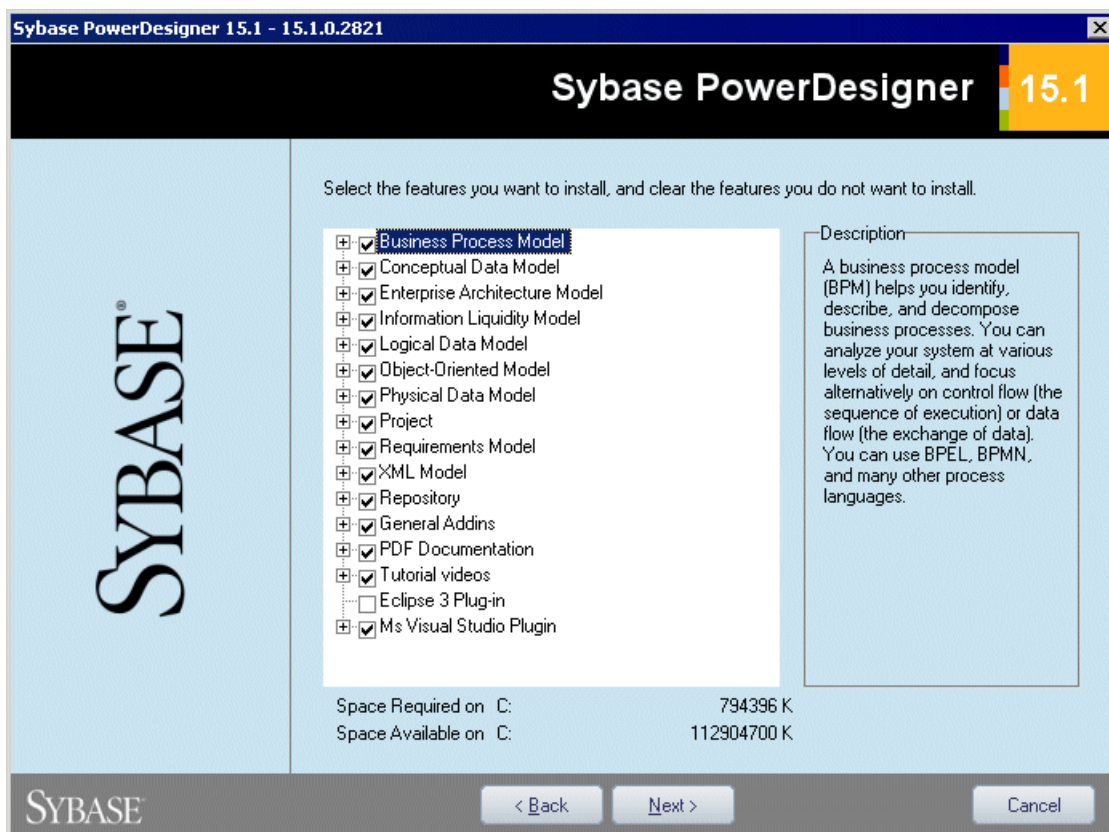 Sybase PowerDesigner 15.1 - 15.1.0.2821
Sybase PowerDesigner 15.1
Select the features you want to install, and clear the features you do not want to install.
Business Process Model
Conceptual Data Model
Enterprise Architecture Model
Information Liquidity Model
Logical Data Model
Object-Oriented Model
Physical Data Model
Project
Requirements Model
XML Model
Repository
General Addins
PDF Documentation
Tutorial videos
Eclipse 3 Plug-in
Ms Visual Studio Plugin
Description
A business process model
(BPM) helps you identify,
describe, and decompose
business processes. You can
analyze your system at various
levels of detail, and focus
alternatively on control flow (the
sequence of execution) or data
flow (the exchange of data).
You can use BPEL, BPMN,
and many other process
languages.
SYBASE®
Space Required on C: 794396 K
Space Available on C: 112904700 K
SYBASE
< Back
Next >
Cancel